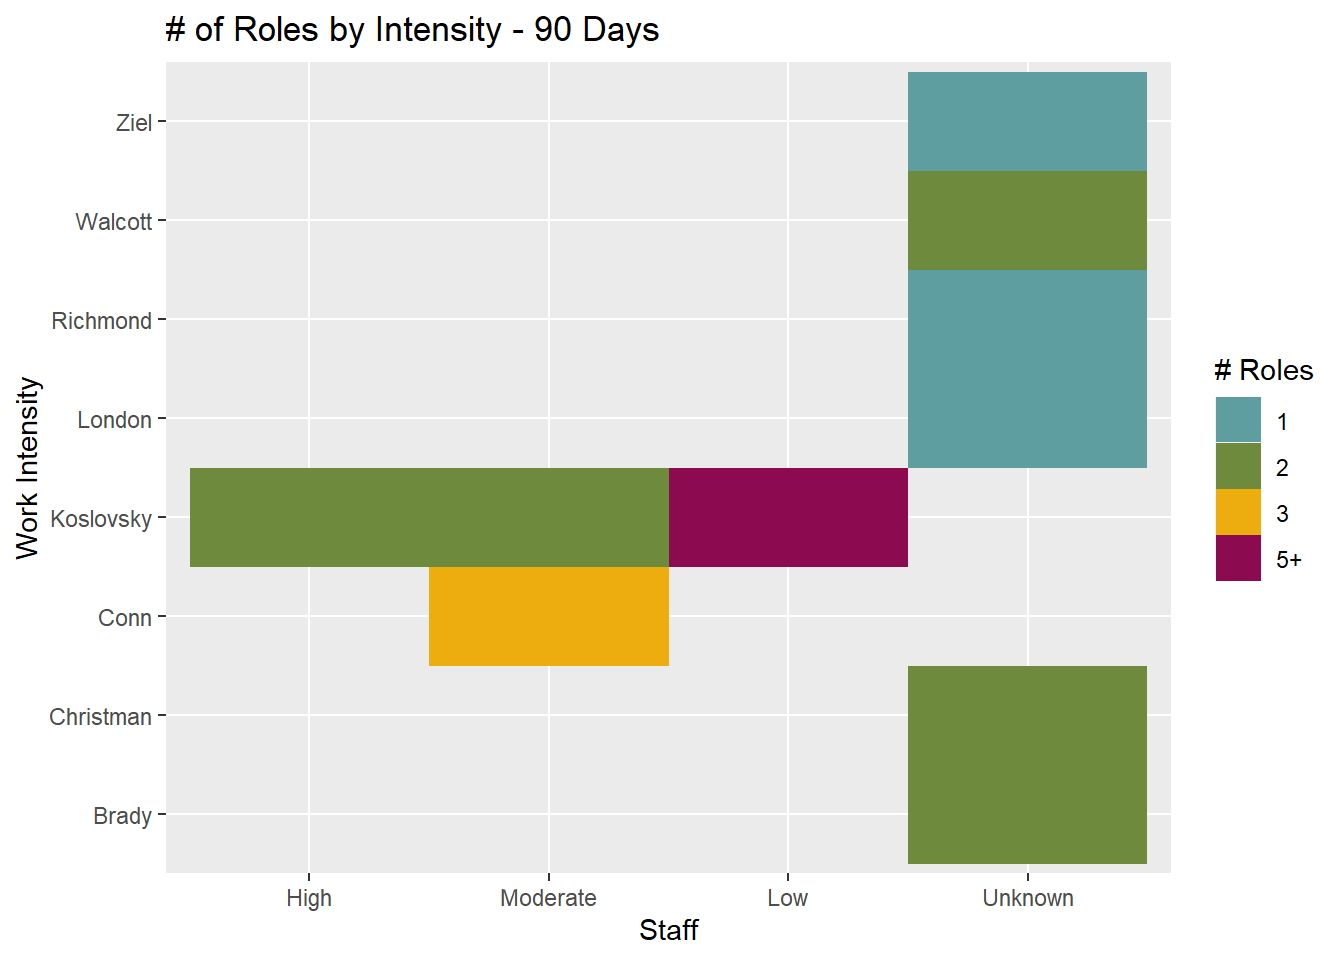 # of Roles by Intensity - 90 Days
Ziel
Walcott
Richmond
London
Koslovsky
Conn
Christman
Brady
Work Intensity
High Moderate Low Unknown
Staff
# Roles
1
2
3
5+